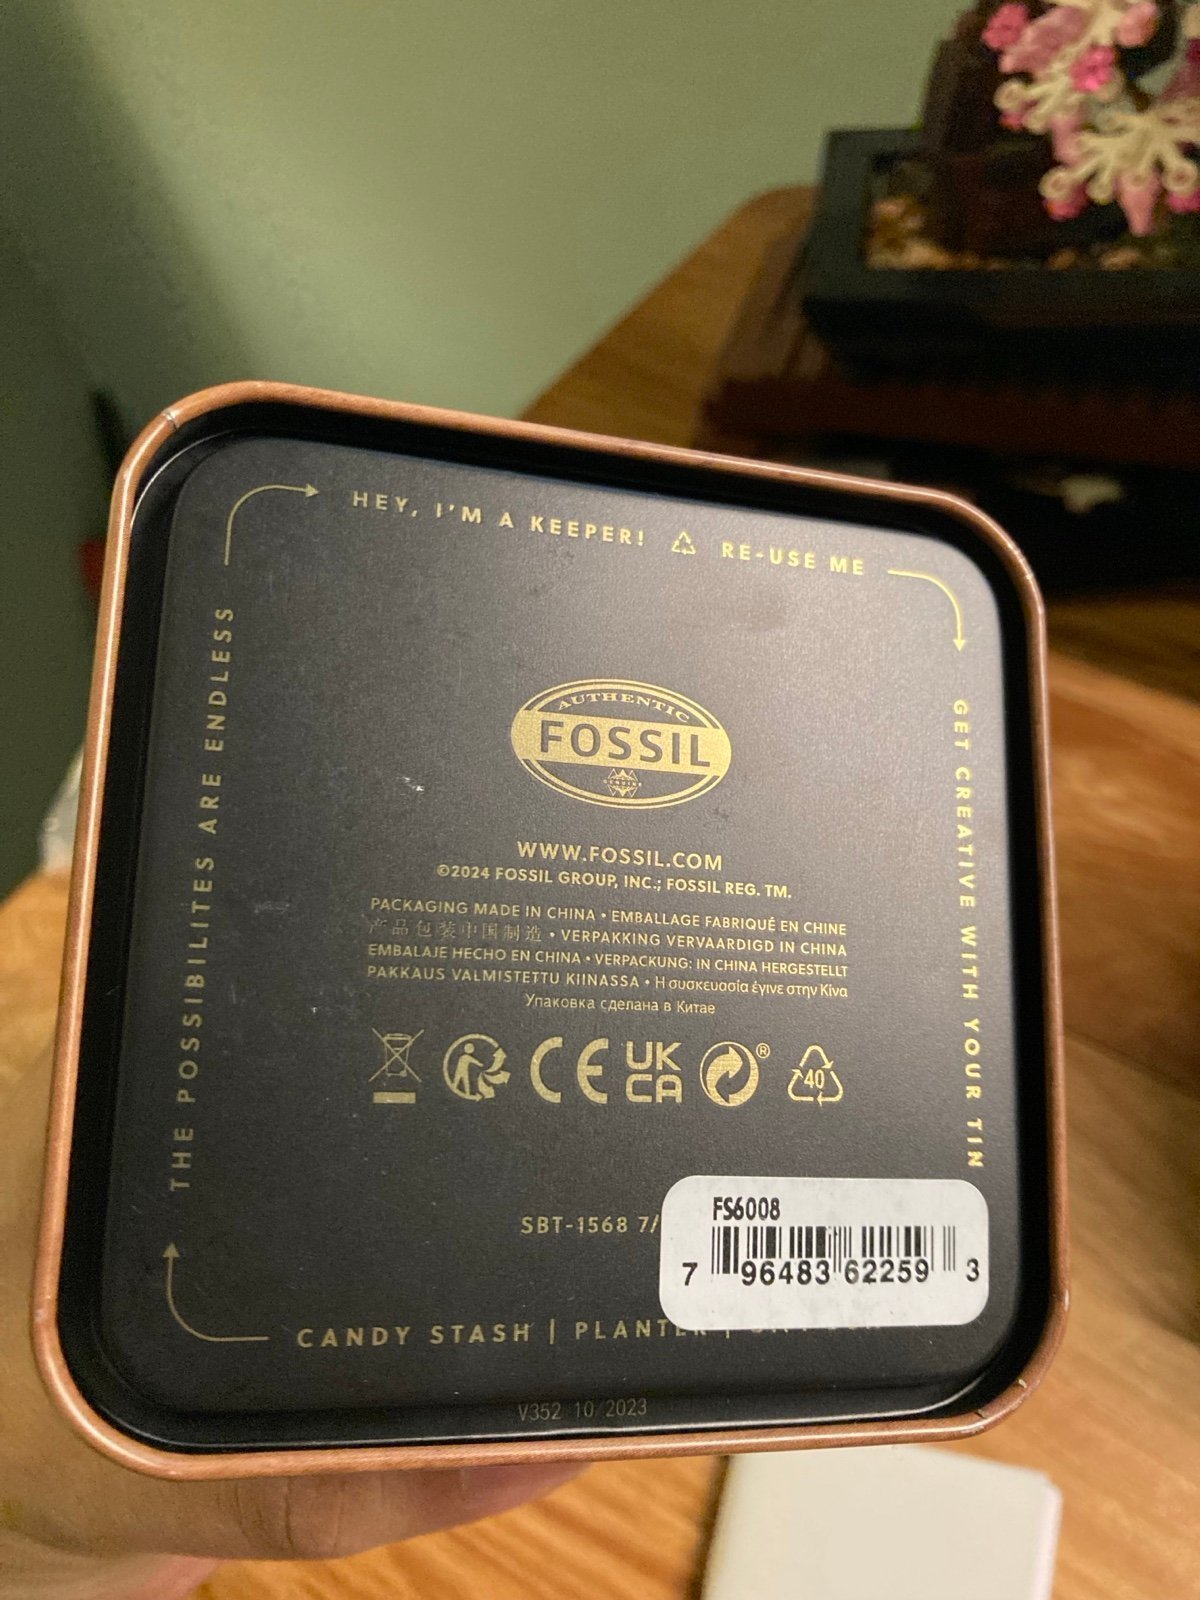 HEY, I'M A KEEPER! RE-USE ME
GET CREATIVE WITH YOUR TIN
THE POSSIBILITES ARE ENDLESS
AUTHENTIC
FOSSIL
GENUINE
WWW.FOSSIL.COM
©2024 FOSSIL GROUP, INC.; FOSSIL REG. TM.
PACKAGING MADE IN CHINA • EMBALLAGE FABRIQUÉ EN CHINE
产品包装中国制造 • VERPAKKING VERVAARDIGD IN CHINA
EMBALAJE HECHO EN CHINA • VERPACKUNG: IN CHINA HERGESTELLT
PAKKAUS VALMISTETTU KIINASSA • Η συσκευασία έγινε στην Κίνα
Упаковка сделана в Китае
CE UK CA ® 40
SBT-1568 7/
FS6008
7 96483 62259 3
CANDY STASH | PLANTER |
V352 10/2023